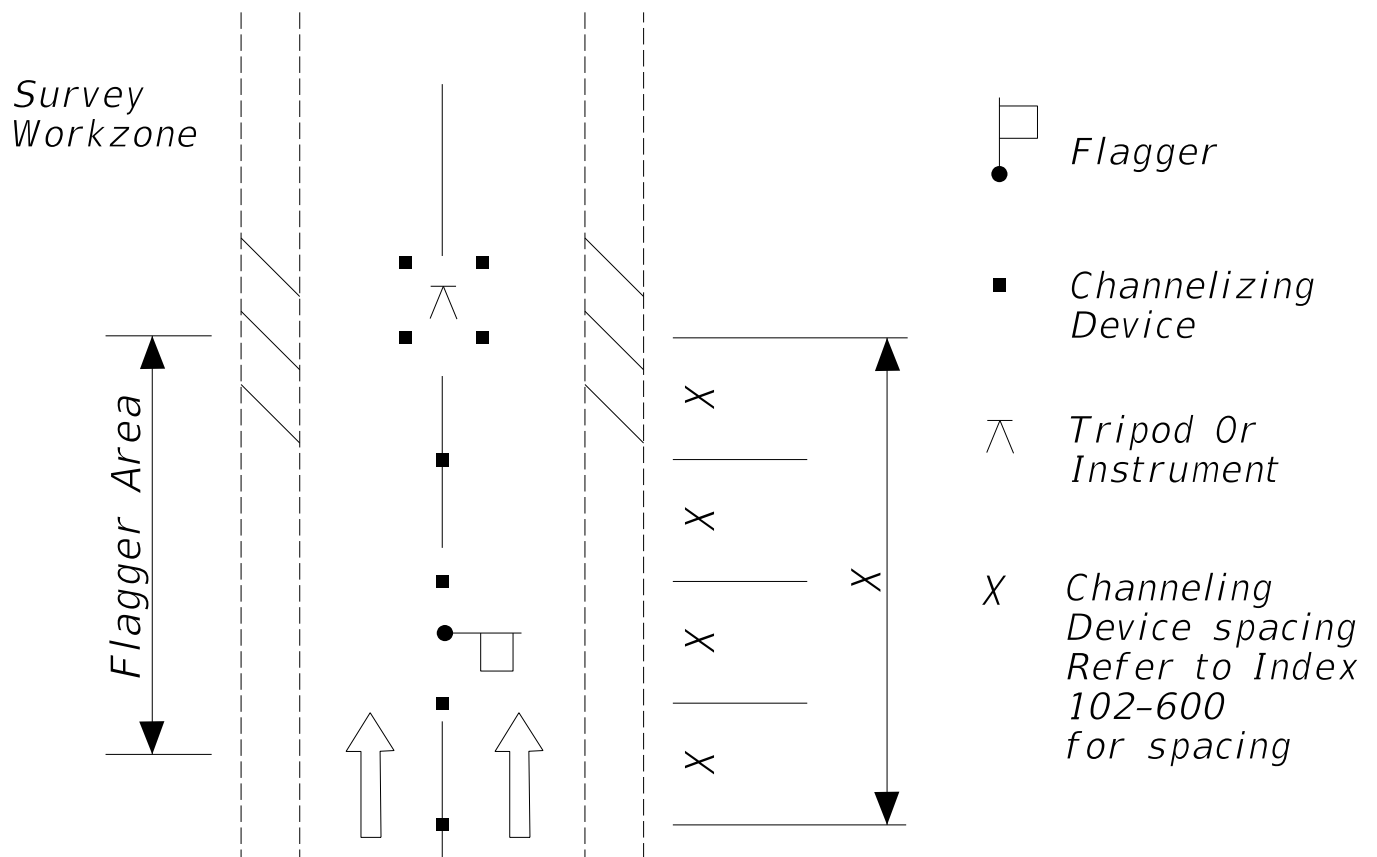 Survey
Workzone
Flagger
Channelizing
Device
Tripod Or
Instrument
X
Channeling
Device spacing
Refer to Index
102-600
for spacing
Flagger Area
X
X
X
X
X